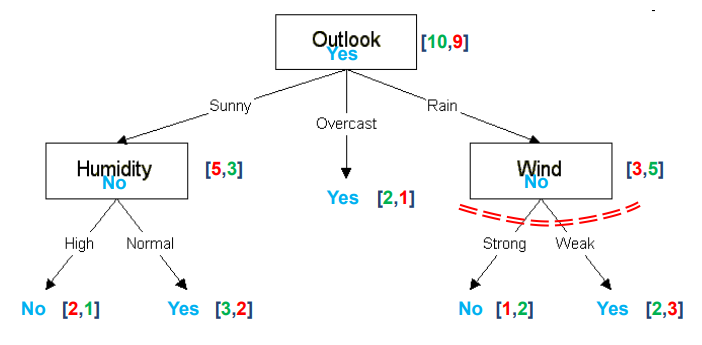 Outlook [10,9]
Yes
Sunny
Rain
Overcast
Humidity [5,3]
No
Yes [2,1]
Wind [3,5]
No
High Normal
Strong Weak
No [2,1] Yes [3,2]
No [1,2] Yes [2,3]